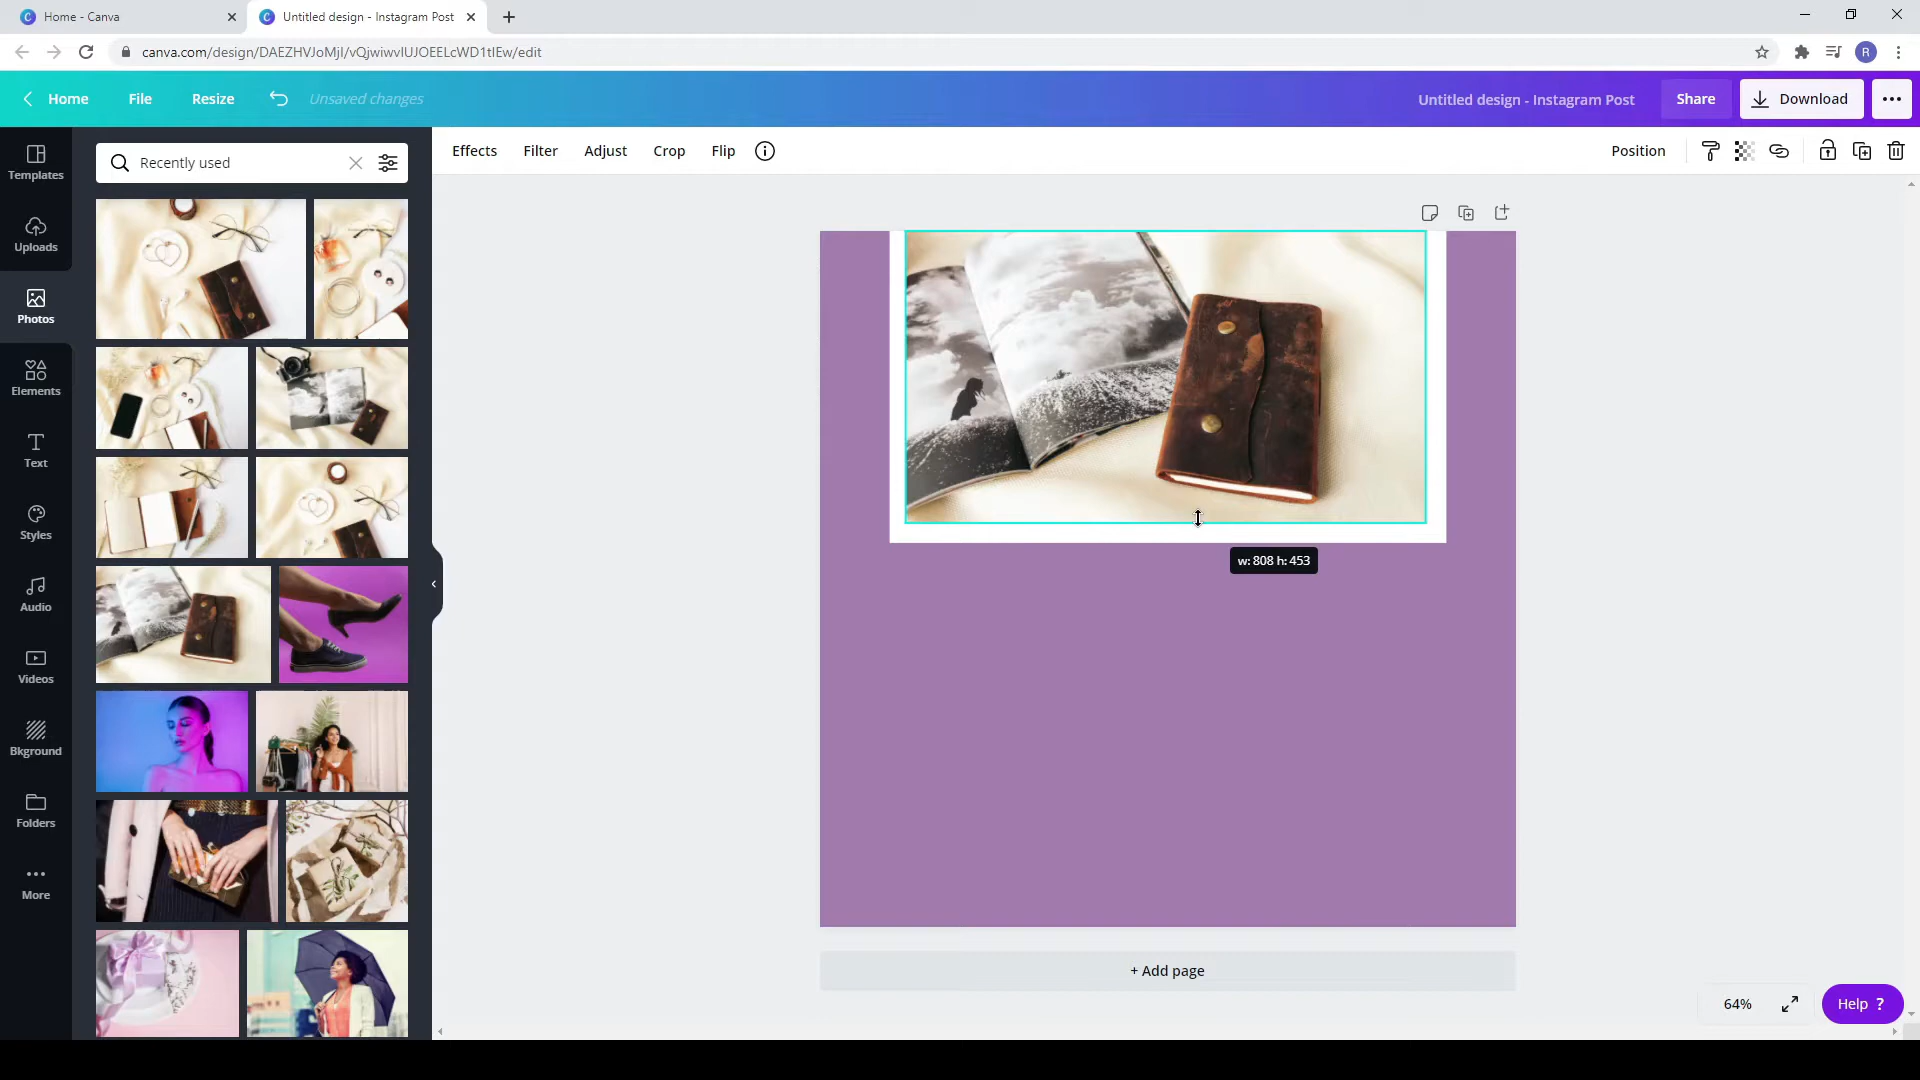 Home - Canva
Untitled design - Instagram Post
canva.com/design/DAEZHVJoMjI/vQjwiwvIUJOEELcWD1tIEw/edit
R
Home
File
Resize
Unsaved changes
Untitled design - Instagram Post
Share
Download
Templates
Uploads
Photos
Elements
Text
Styles
Audio
Videos
Bkground
Folders
More
Recently used
Effects
Filter
Adjust
Crop
Flip
Position
w: 808 h: 453
+ Add page
64%
Help ?